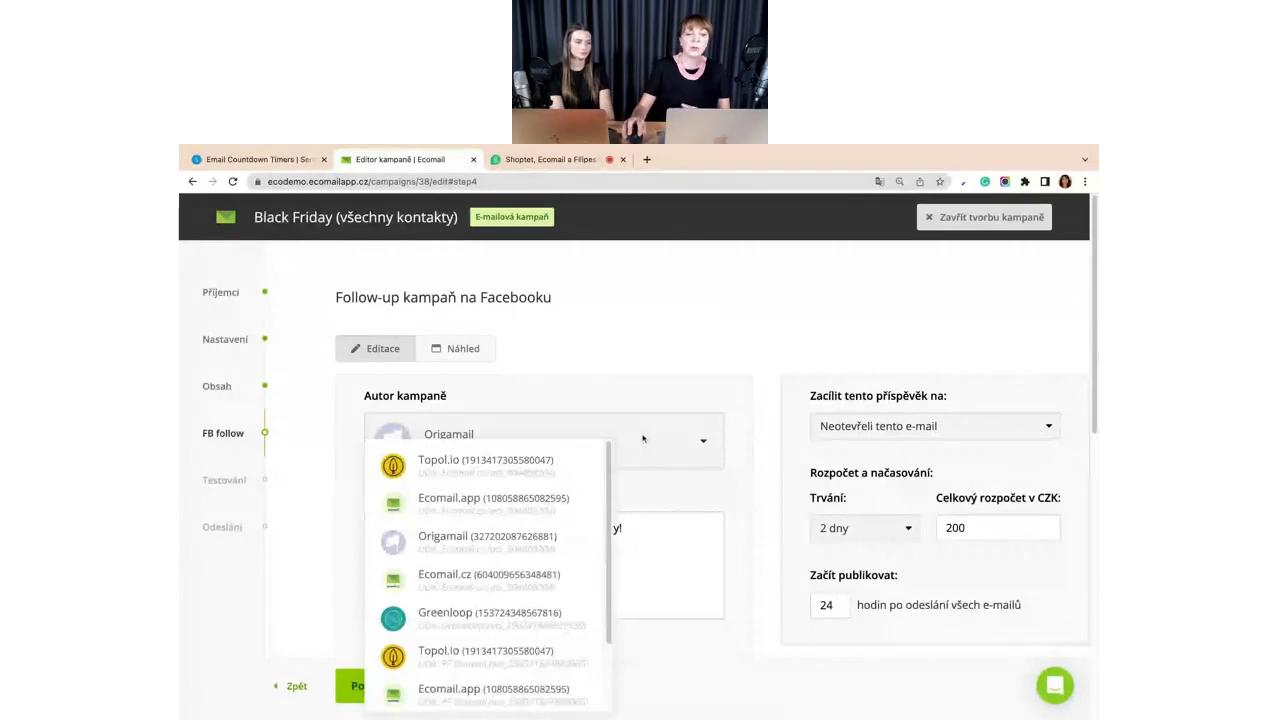 Email Countdown Timers | Sen
Editor kampaně | Ecomail
Shoptet, Ecomail a Filipes
ecodemo.ecomailapp.cz/campaigns/38/edit#step4
Black Friday (všechny kontakty)
E-mailová kampaň
Zavřít tvorbu kampaně
Příjemci
Nastavení
Obsah
FB follow
Testování
Odeslání
Follow-up kampaň na Facebooku
Editace
Náhled
Autor kampaně
Origamail
Topol.io (1913417305580047)
Ecomail.app (108058865082595)
Origamail (327202087626881)
Ecomail.cz (604009656348481)
Greenloop (153724348567816)
Topol.io (1913417305580047)
Ecomail.app (108058865082595)
y!
Zacílit tento příspěvek na:
Neotevřeli tento e-mail
Rozpočet a načasování:
Trvání:
Celkový rozpočet v CZK:
2 dny
200
Začít publikovat:
24 hodin po odeslání všech e-mailů
Zpět
Po